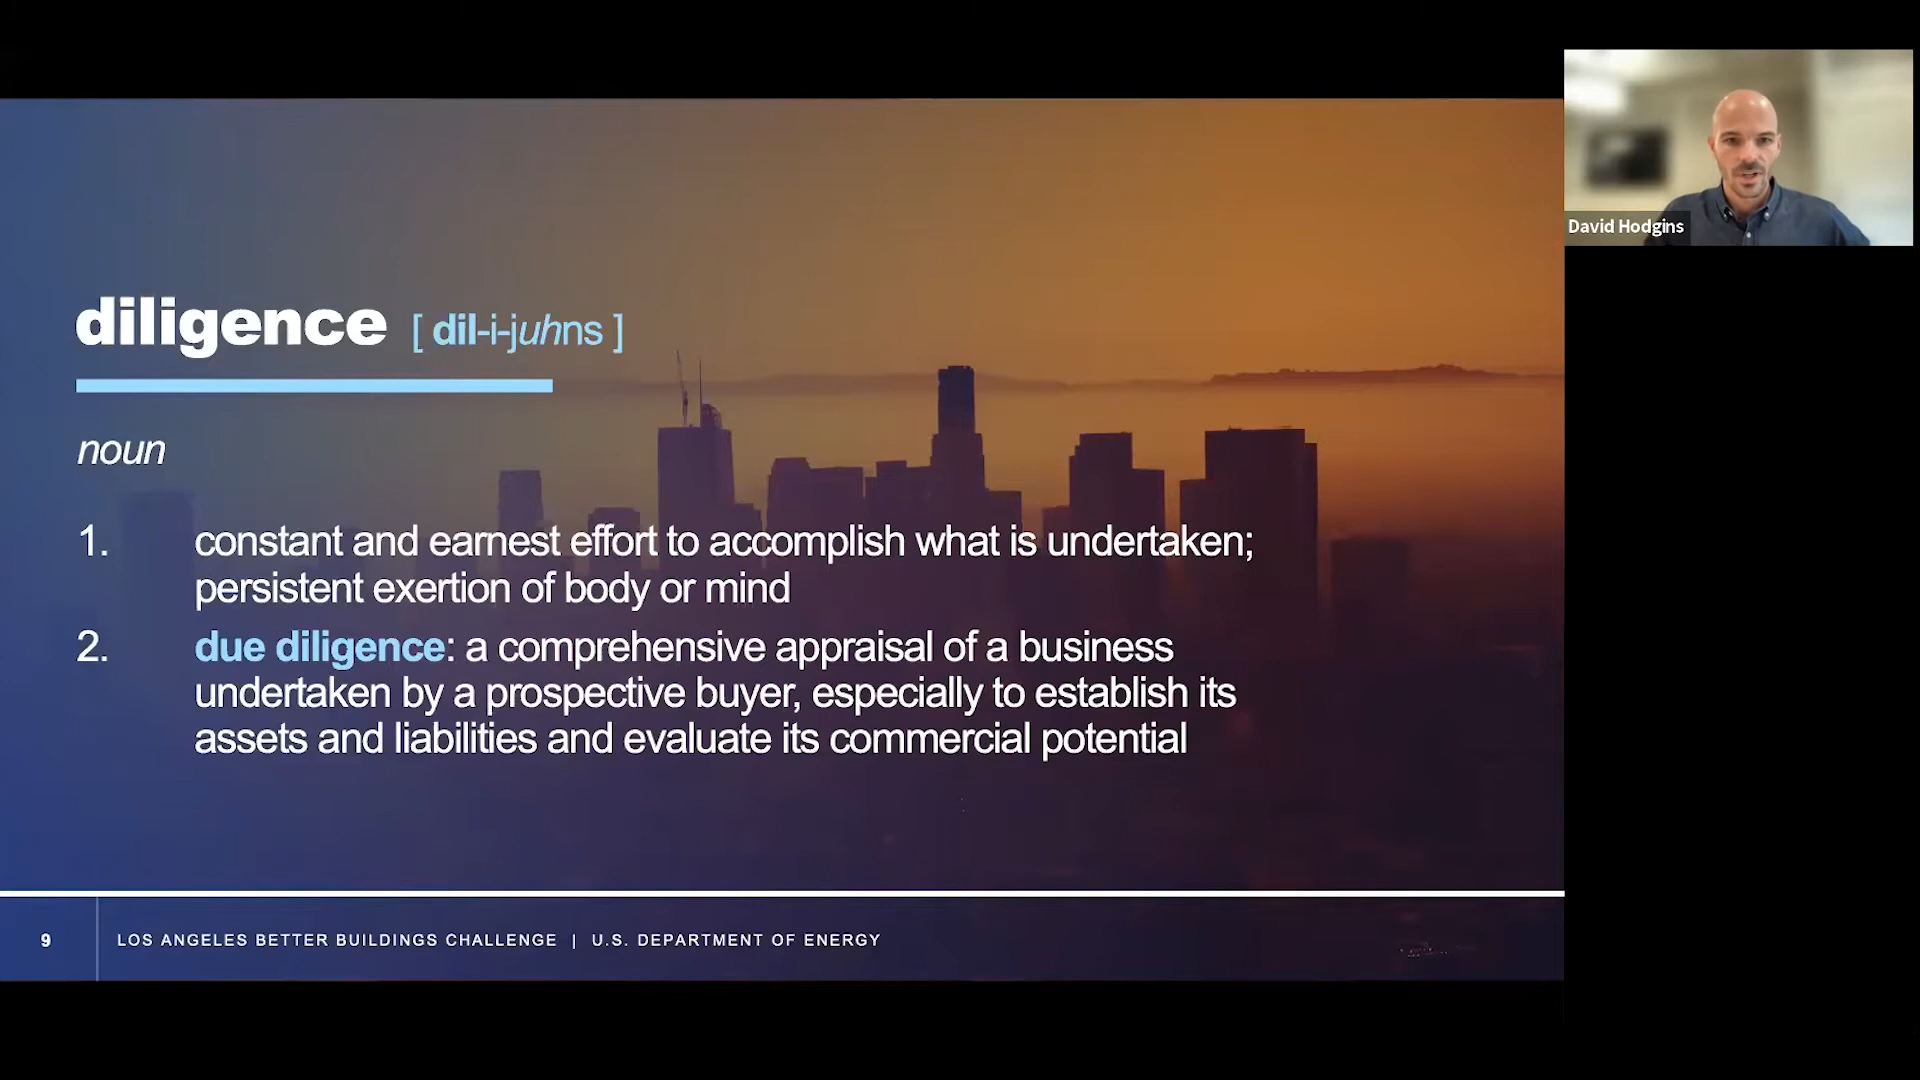 David Hodgins
diligence [ dil-i-juhns ]
noun
1. constant and earnest effort to accomplish what is undertaken;
persistent exertion of body or mind
2. due diligence: a comprehensive appraisal of a business
undertaken by a prospective buyer, especially to establish its
assets and liabilities and evaluate its commercial potential
9 LOS ANGELES BETTER BUILDINGS CHALLENGE | U.S. DEPARTMENT OF ENERGY